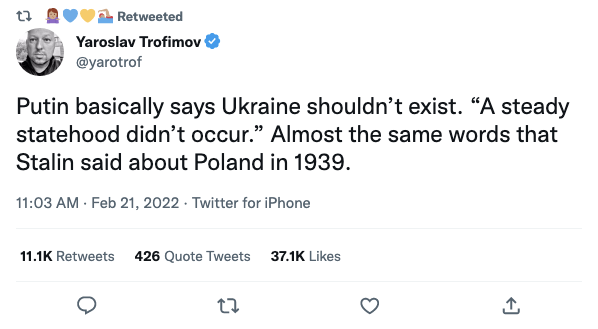 Retweeted
Yaroslav Trofimov
@yarotrof
Putin basically says Ukraine shouldn’t exist. “A steady
statehood didn’t occur.” Almost the same words that
Stalin said about Poland in 1939.
11:03 AM · Feb 21, 2022 · Twitter for iPhone
11.1K Retweets 426 Quote Tweets 37.1K Likes